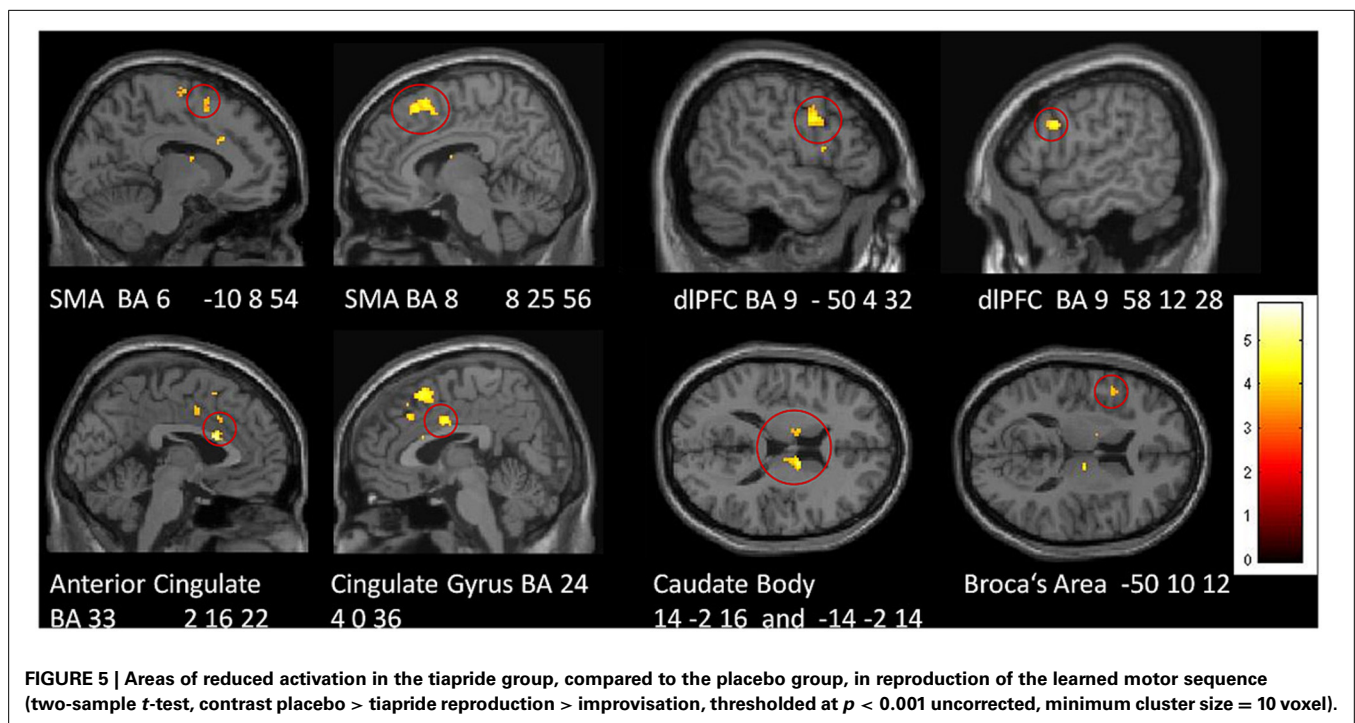 SMA BA 6 -10 8 54
SMA BA 8 8 25 56
dlPFC BA 9 - 50 4 32
dlPFC BA 9 58 12 28
5
4
3
2
1
0
Anterior Cingulate
BA 33 2 16 22
Cingulate Gyrus BA 24
4 0 36
Caudate Body
14 -2 16 and -14 -2 14
Broca‘s Area -50 10 12
FIGURE 5 | Areas of reduced activation in the tiapride group, compared to the placebo group, in reproduction of the learned motor sequence
(two-sample t-test, contrast placebo > tiapride reproduction > improvisation, thresholded at p < 0.001 uncorrected, minimum cluster size = 10 voxel).